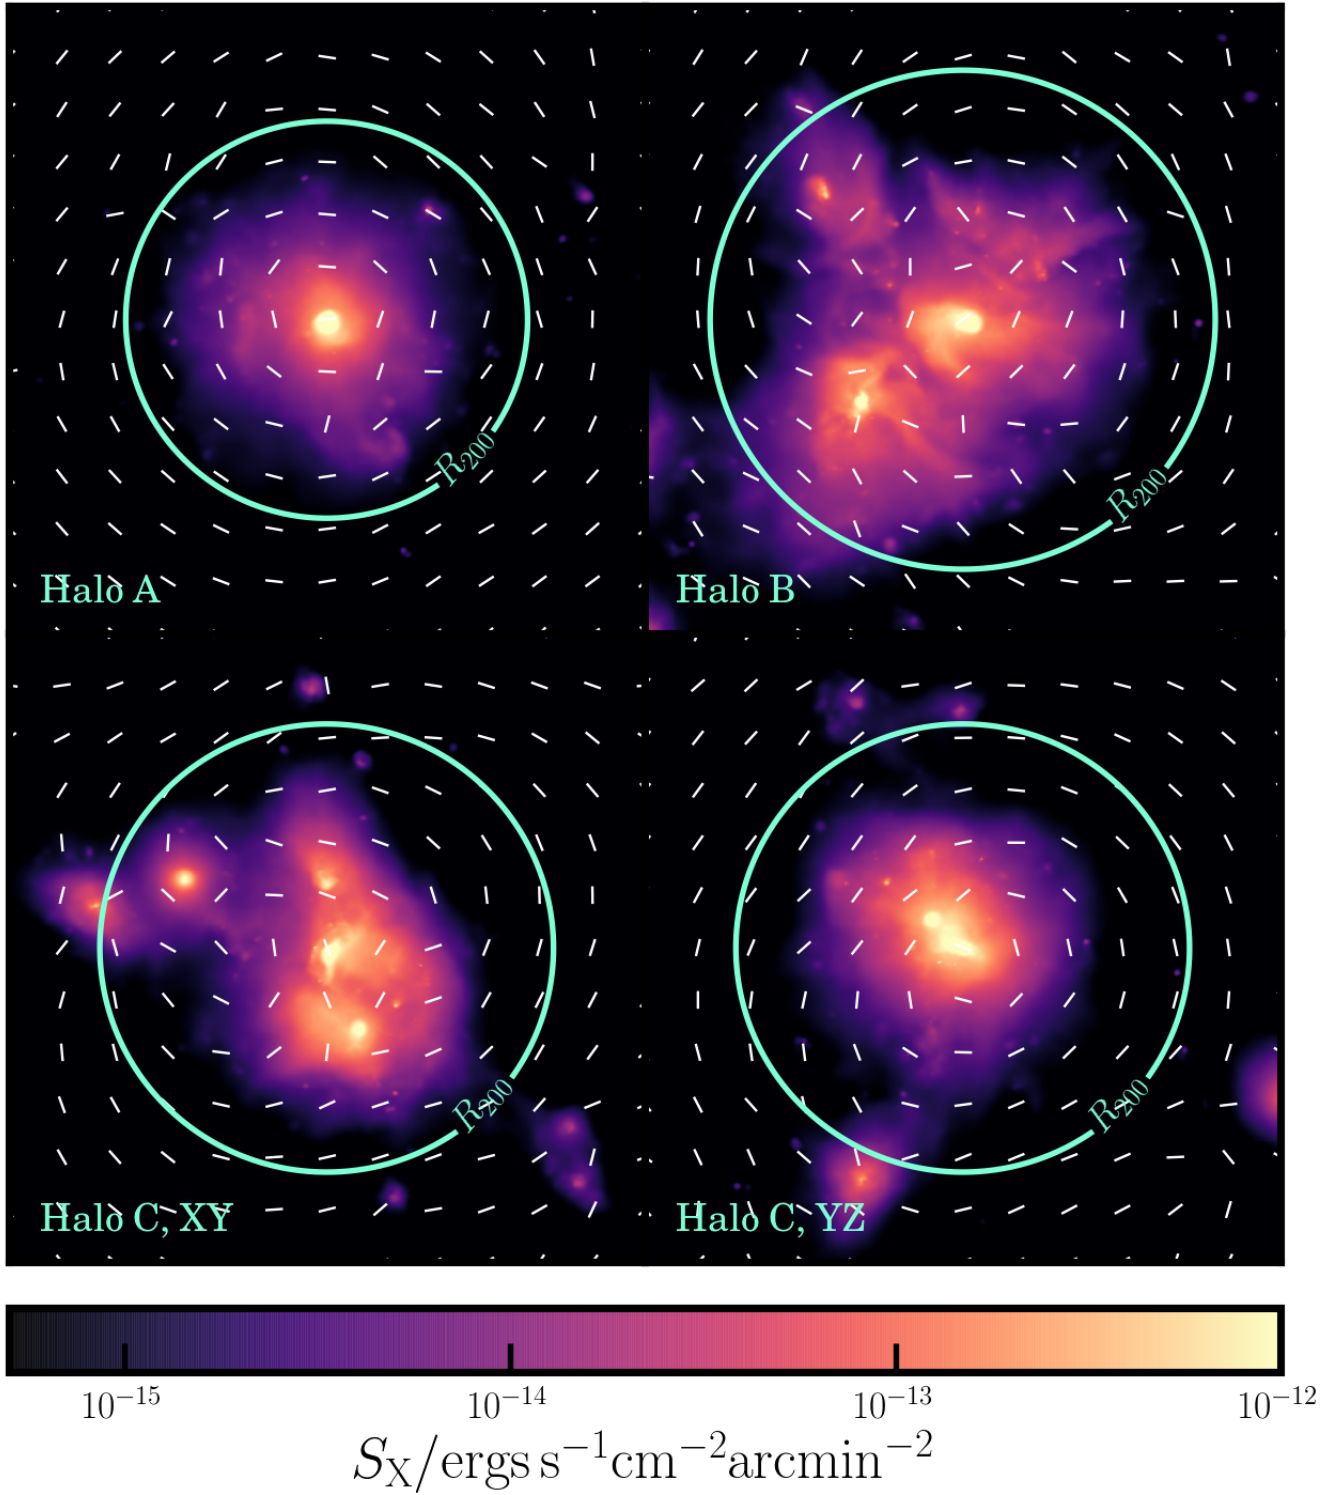 R₂₀₀
R₂₀₀
Halo A
Halo B
R₂₀₀
R₂₀₀
Halo C, XY
Halo C, YZ
10⁻¹⁵ 10⁻¹⁴ 10⁻¹³ 10⁻¹²
S_X/ergs s⁻¹cm⁻²arcmin⁻²